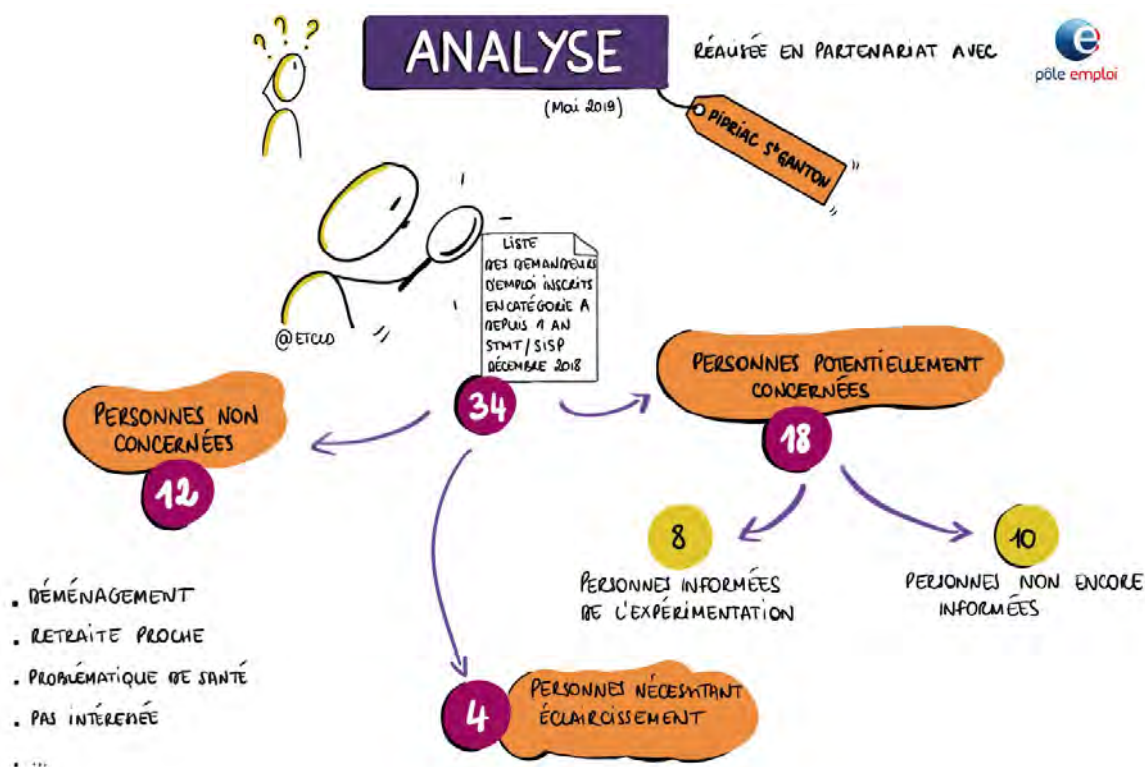 ? ? ?
ANALYSE
(Mai 2019)
RÉALISÉE EN PARTENARIAT AVEC
e
pôle emploi
PIPRIAC St GANTON
@ETCLD
LISTE
DES DEMANDEURS
D'EMPLOI INSCRITS
EN CATÉGORIE A
DEPUIS 1 AN
STMT/SISP
DÉCEMBRE 2018
34
PERSONNES NON
CONCERNÉES
12
. DÉMÉNAGEMENT
. RETRAITE PROCHE
. PROBLÉMATIQUE DE SANTÉ
. PAS INTÉRESSÉE
. ...
PERSONNES POTENTIELLEMENT
CONCERNÉES
18
8
PERSONNES INFORMÉES
DE L'EXPÉRIMENTATION
10
PERSONNES NON ENCORE
INFORMÉES
4
PERSONNES NÉCESSITANT
ÉCLAIRCISSEMENT